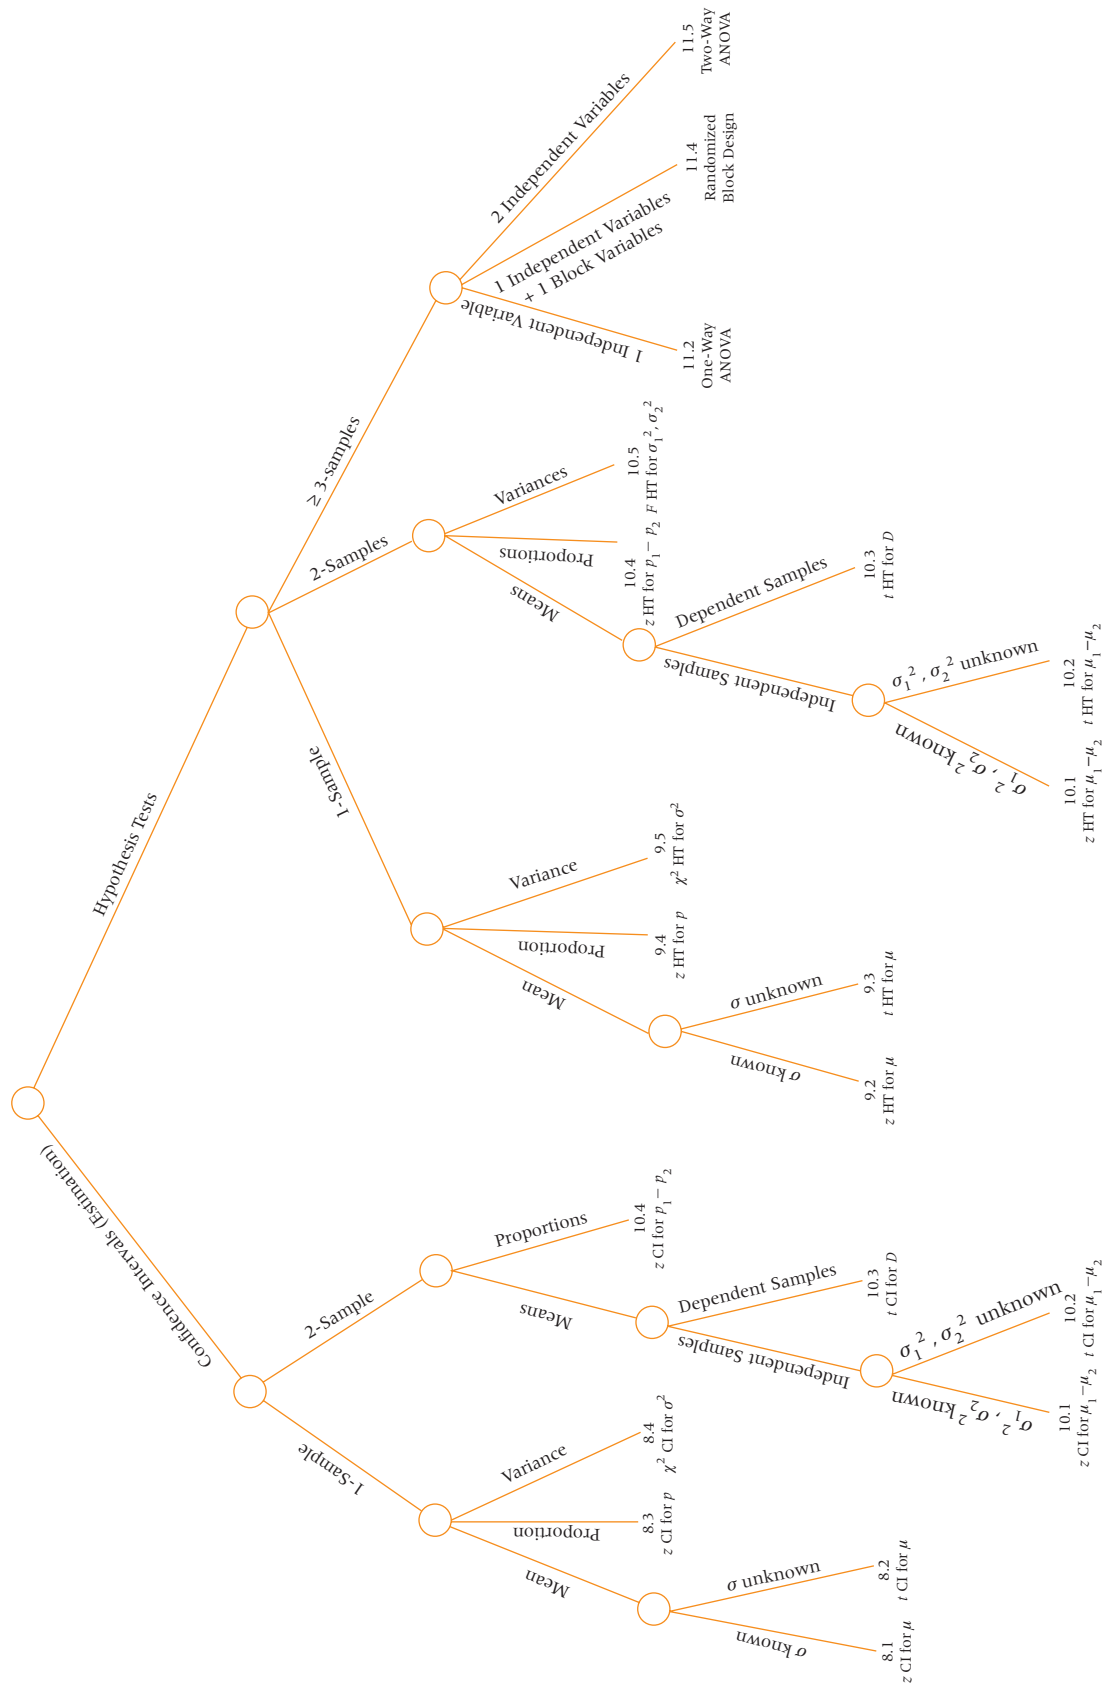 Confidence Intervals (Estimation)
Hypothesis Tests
1-Sample
2-Sample
1-Sample
2-Samples
≥ 3-samples
Mean
Proportion
Variance
Means
Proportions
Mean
Proportion
Variance
Means
Proportions
Variances
1 Independent Variable
1 Independent Variables
+ 1 Block Variables
2 Independent Variables
8.3
z CI for p
8.4
χ² CI for σ²
10.4
z CI for p₁ − p₂
9.4
z HT for p
9.5
χ² HT for σ²
10.4
z HT for p₁ − p₂
10.5
F HT for σ₁², σ₂²
11.2
One-Way
ANOVA
11.4
Randomized
Block Design
11.5
Two-Way
ANOVA
σ known
σ unknown
Independent Samples
Dependent Samples
σ known
σ unknown
Independent Samples
Dependent Samples
8.1
z CI for μ
8.2
t CI for μ
10.3
t CI for D
9.2
z HT for μ
9.3
t HT for μ
10.3
t HT for D
σ₁², σ₂² known
σ₁², σ₂² unknown
σ₁², σ₂² known
σ₁², σ₂² unknown
10.1
z CI for μ₁−μ₂
10.2
t CI for μ₁−μ₂
10.1
z HT for μ₁−μ₂
10.2
t HT for μ₁−μ₂